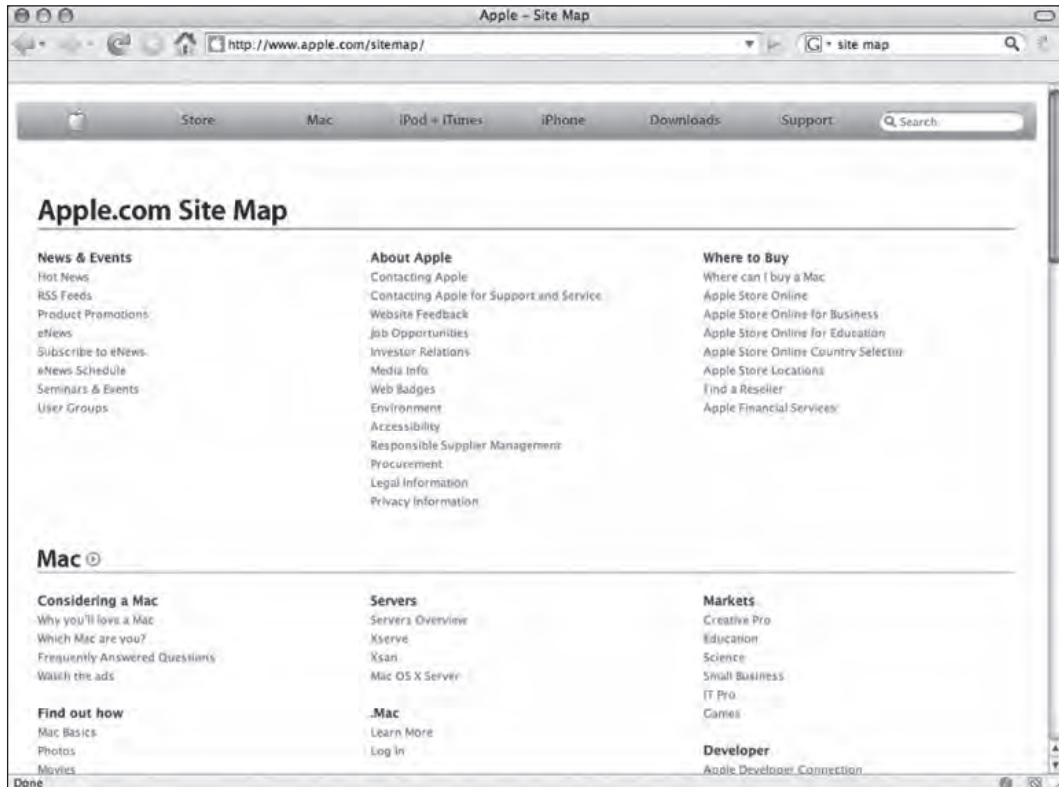 Apple – Site Map
http://www.apple.com/sitemap/
G site map
Store Mac iPod + iTunes iPhone Downloads Support Search
Apple.com Site Map
News & Events
Hot News
RSS Feeds
Product Promotions
eNews
Subscribe to eNews
eNews Schedule
Seminars & Events
User Groups
About Apple
Contacting Apple
Contacting Apple for Support and Service
Website Feedback
Job Opportunities
Investor Relations
Media Info
Web Badges
Environment
Accessibility
Responsible Supplier Management
Procurement
Legal Information
Privacy Information
Where to Buy
Where can I buy a Mac
Apple Store Online
Apple Store Online for Business
Apple Store Online for Education
Apple Store Online Country Selector
Apple Store Locations
Find a Reseller
Apple Financial Services
Mac
Considering a Mac
Why you'll love a Mac
Which Mac are you?
Frequently Answered Questions
Watch the ads
Find out how
Mac Basics
Photos
Movies
Servers
Servers Overview
Xserve
Xsan
Mac OS X Server
.Mac
Learn More
Log In
Markets
Creative Pro
Education
Science
Small Business
IT Pro
Games
Developer
Apple Developer Connection
Done